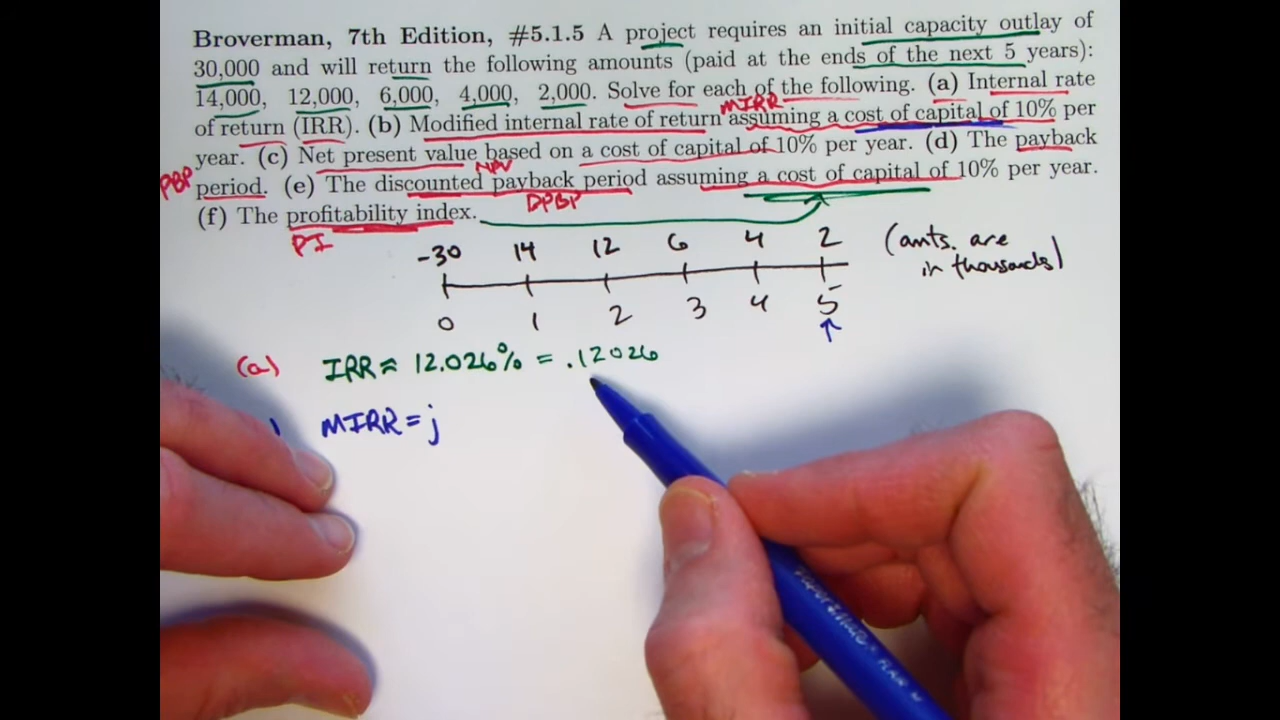 Broverman, 7th Edition, #5.1.5 A project requires an initial capacity outlay of
30,000 and will return the following amounts (paid at the ends of the next 5 years):
14,000, 12,000, 6,000, 4,000, 2,000. Solve for each of the following. (a) Internal rate
MIRR
of return (IRR). (b) Modified internal rate of return assuming a cost of capital of 10% per
year. (c) Net present value based on a cost of capital of 10% per year. (d) The payback
PBP NPV
period. (e) The discounted payback period assuming a cost of capital of 10% per year.
DPBP
(f) The profitability index.
PI
-30 14 12 6 4 2 (amts. are
in thousands)
0 1 2 3 4 5
↑
(a) IRR ≈ 12.026% = .12026
) MIRR = j